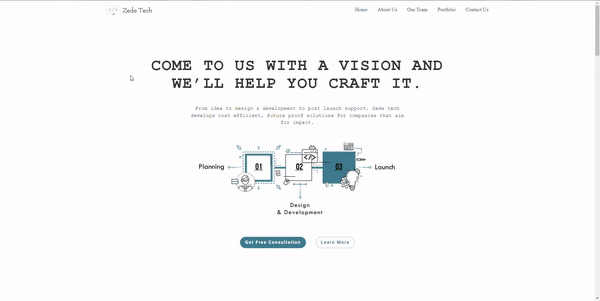 Zede Tech
Home About Us Our Team Portfolio Contact Us
COME TO US WITH A VISION AND
WE’LL HELP YOU CRAFT IT.
From idea to design & development to post launch support. Zede tech
develops cost efficient, future proof solutions for companies that aim
for impact.
Planning 01 02 03 Launch
</>
Design
& Development
Get Free Consultation Learn More